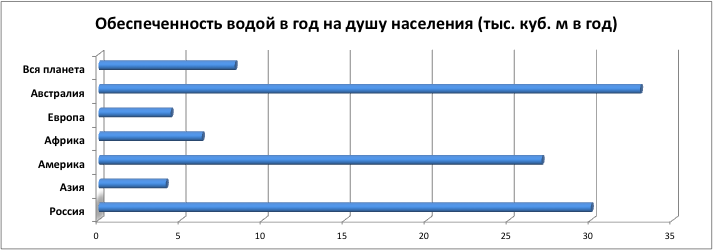 Обеспеченность водой в год на душу населения (тыс. куб. м в год)
Вся планета
Австралия
Европа
Африка
Америка
Азия
Россия
0 5 10 15 20 25 30 35